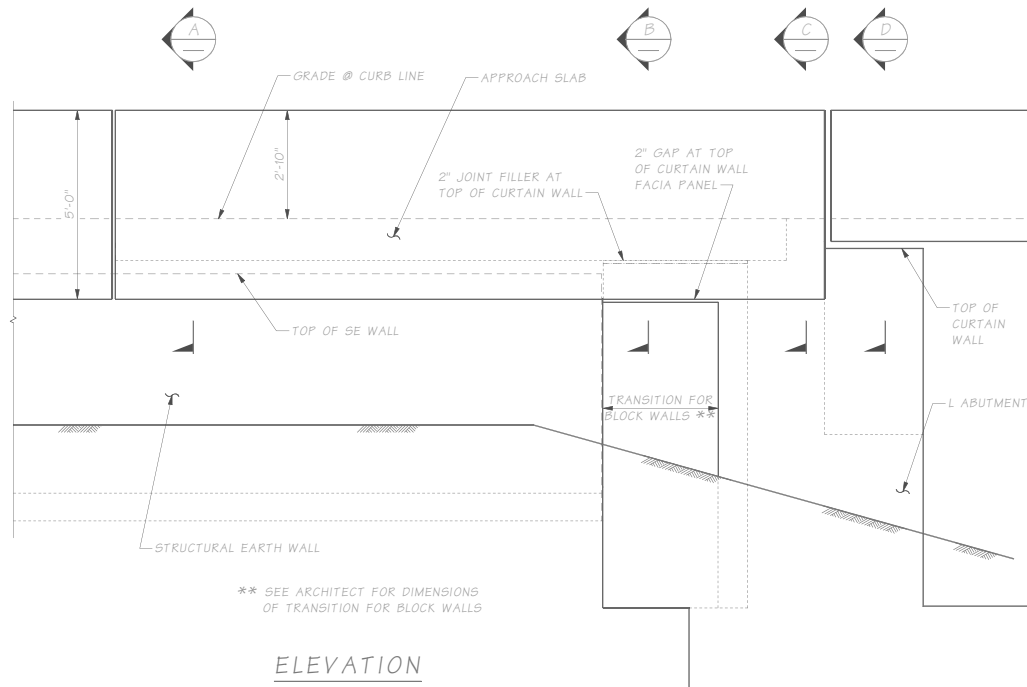 A
B
C
D
GRADE @ CURB LINE
APPROACH SLAB
5'-0"
2'-10"
2" JOINT FILLER AT
TOP OF CURTAIN WALL
2" GAP AT TOP
OF CURTAIN WALL
FACIA PANEL
TOP OF SE WALL
TOP OF
CURTAIN
WALL
TRANSITION FOR
BLOCK WALLS **
L ABUTMENT
STRUCTURAL EARTH WALL
** SEE ARCHITECT FOR DIMENSIONS
OF TRANSITION FOR BLOCK WALLS
ELEVATION